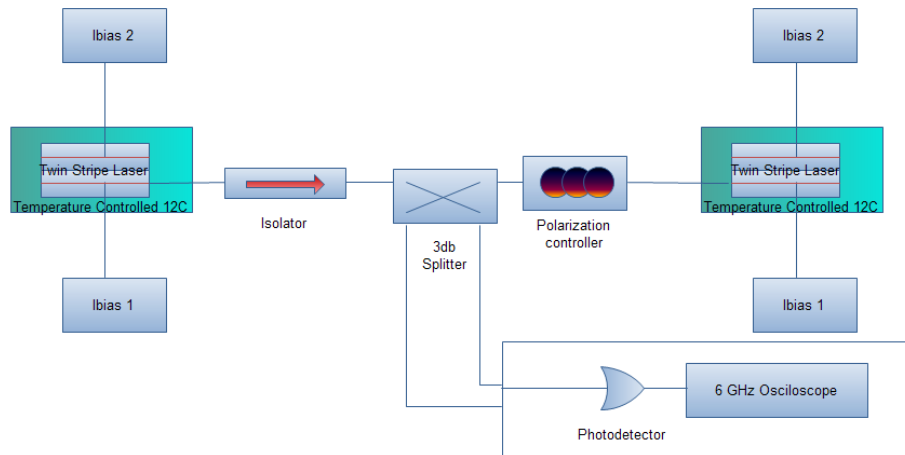 Ibias 2
Ibias 2
Twin Stripe Laser
Temperature Controlled 12C
Isolator
3db
Splitter
Polarization
controller
Twin Stripe Laser
Temperature Controlled 12C
Ibias 1
Ibias 1
Photodetector
6 GHz Osciloscope